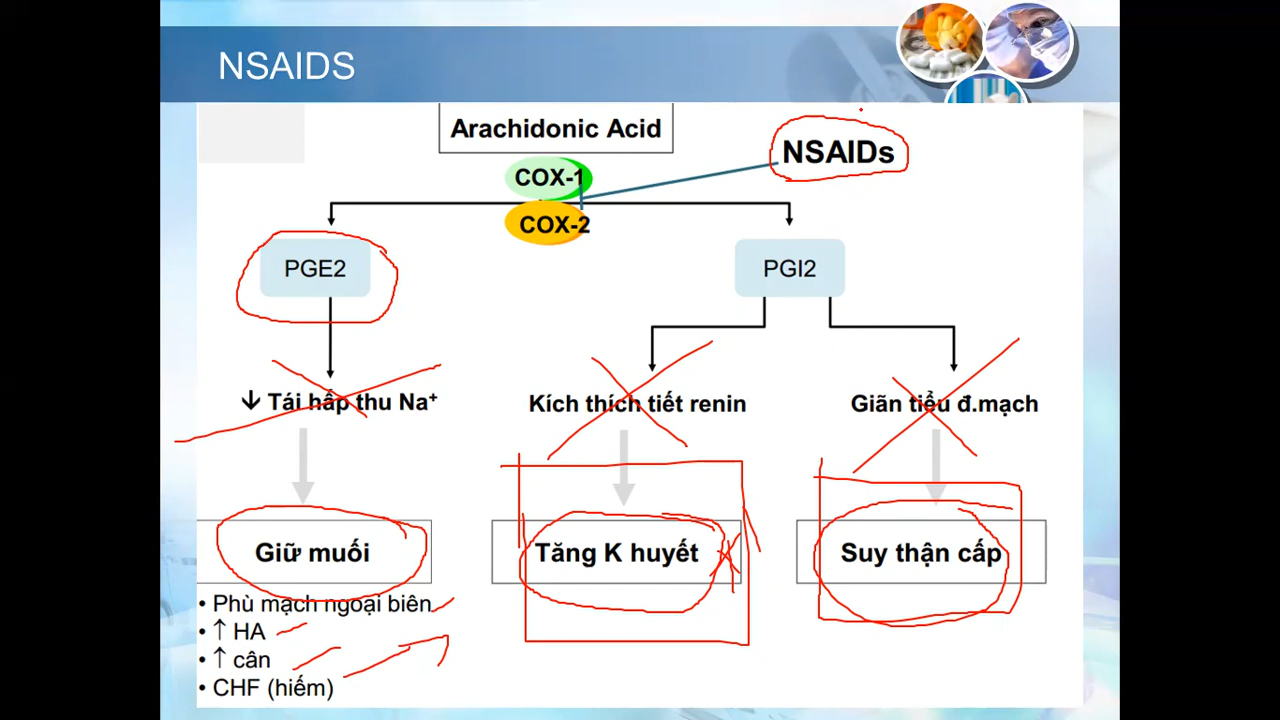 NSAIDS
Arachidonic Acid
NSAIDs
COX-1
COX-2
PGE2
PGI2
↓ Tái hấp thu Na⁺
Kích thích tiết renin
Giãn tiểu đ.mạch
Giữ muối
Tăng K huyết
Suy thận cấp
• Phù mạch ngoại biên
• ↑ HA
• ↑ cân
• CHF (hiếm)